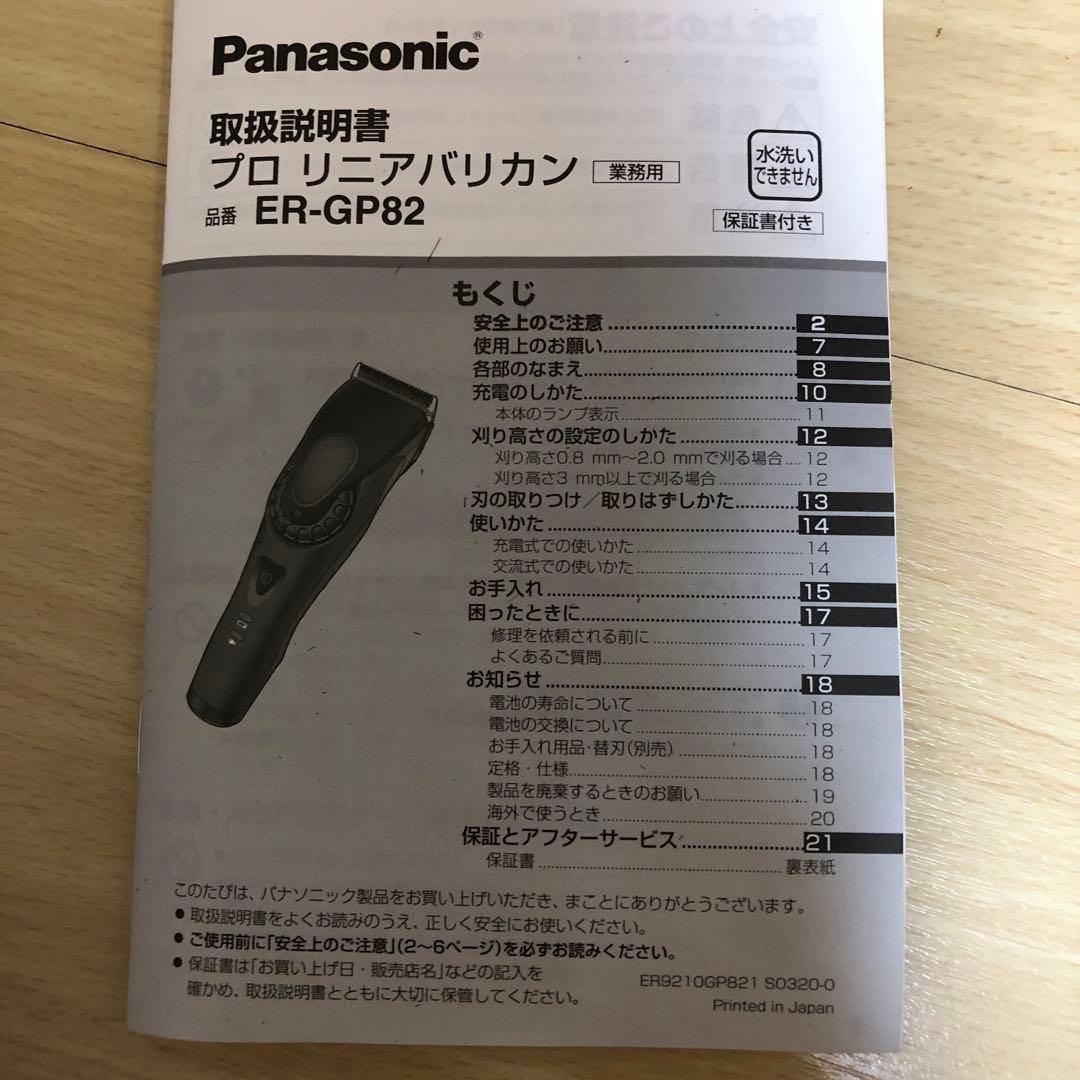 Panasonic®
取扱説明書
プロ リニアバリカン 業務用
品番 ER-GP82
水洗い
できません
保証書付き
もくじ
安全上のご注意 2
使用上のお願い 7
各部のなまえ 8
充電のしかた 10
本体のランプ表示 11
刈り高さの設定のしかた 12
刈り高さ0.8 mm〜2.0 mmで刈る場合 12
刈り高さ3 mm以上で刈る場合 12
刃の取りつけ／取りはずしかた 13
使いかた 14
充電式での使いかた 14
交流式での使いかた 14
お手入れ 15
困ったときに 17
修理を依頼される前に 17
よくあるご質問 17
お知らせ 18
電池の寿命について 18
電池の交換について 18
お手入れ用品・替刃(別売) 18
定格・仕様 18
製品を廃棄するときのお願い 19
海外で使うとき 20
保証とアフターサービス 21
保証書 裏表紙
このたびは、パナソニック製品をお買い上げいただき、まことにありがとうございます。
● 取扱説明書をよくお読みのうえ、正しく安全にお使いください。
● ご使用前に「安全上のご注意」(2〜6ページ)を必ずお読みください。
● 保証書は「お買い上げ日・販売店名」などの記入を
確かめ、取扱説明書とともに大切に保管してください。
ER9210GP821 S0320-0
Printed in Japan